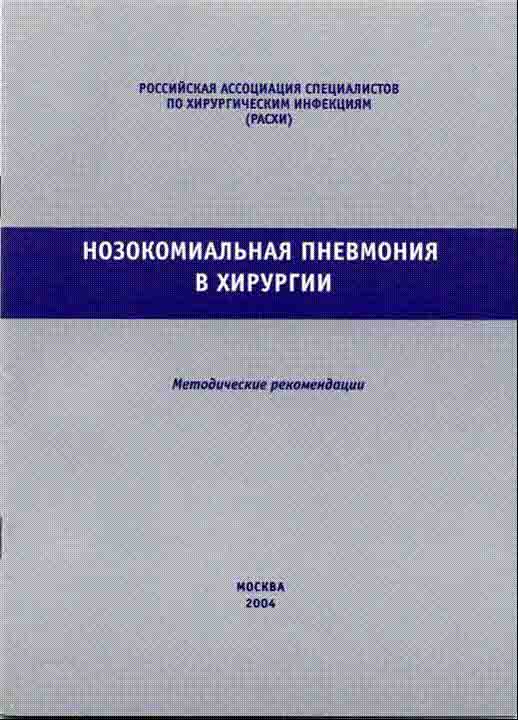 РОССИЙСКАЯ АССОЦИАЦИЯ СПЕЦИАЛИСТОВ
ПО ХИРУРГИЧЕСКИМ ИНФЕКЦИЯМ
(РАСХИ)
НОЗОКОМИАЛЬНАЯ ПНЕВМОНИЯ
В ХИРУРГИИ
Методические рекомендации
МОСКВА
2004